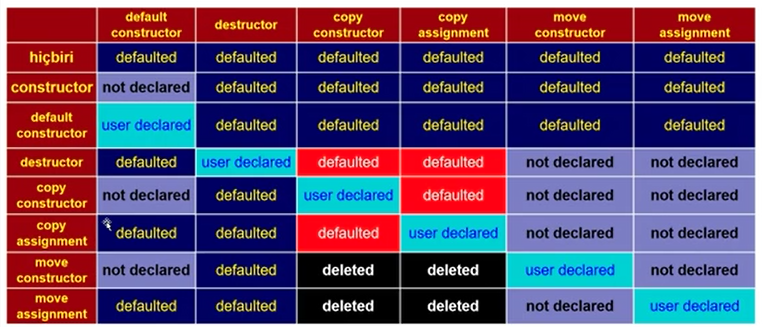 default constructor destructor copy constructor copy assignment move constructor move assignment
hiçbiri defaulted defaulted defaulted defaulted defaulted defaulted
constructor not declared defaulted defaulted defaulted defaulted defaulted
default constructor user declared defaulted defaulted defaulted defaulted defaulted
destructor defaulted user declared defaulted defaulted not declared not declared
copy constructor not declared defaulted user declared defaulted not declared not declared
copy assignment defaulted defaulted defaulted user declared not declared not declared
move constructor not declared defaulted deleted deleted user declared not declared
move assignment defaulted defaulted deleted deleted not declared user declared